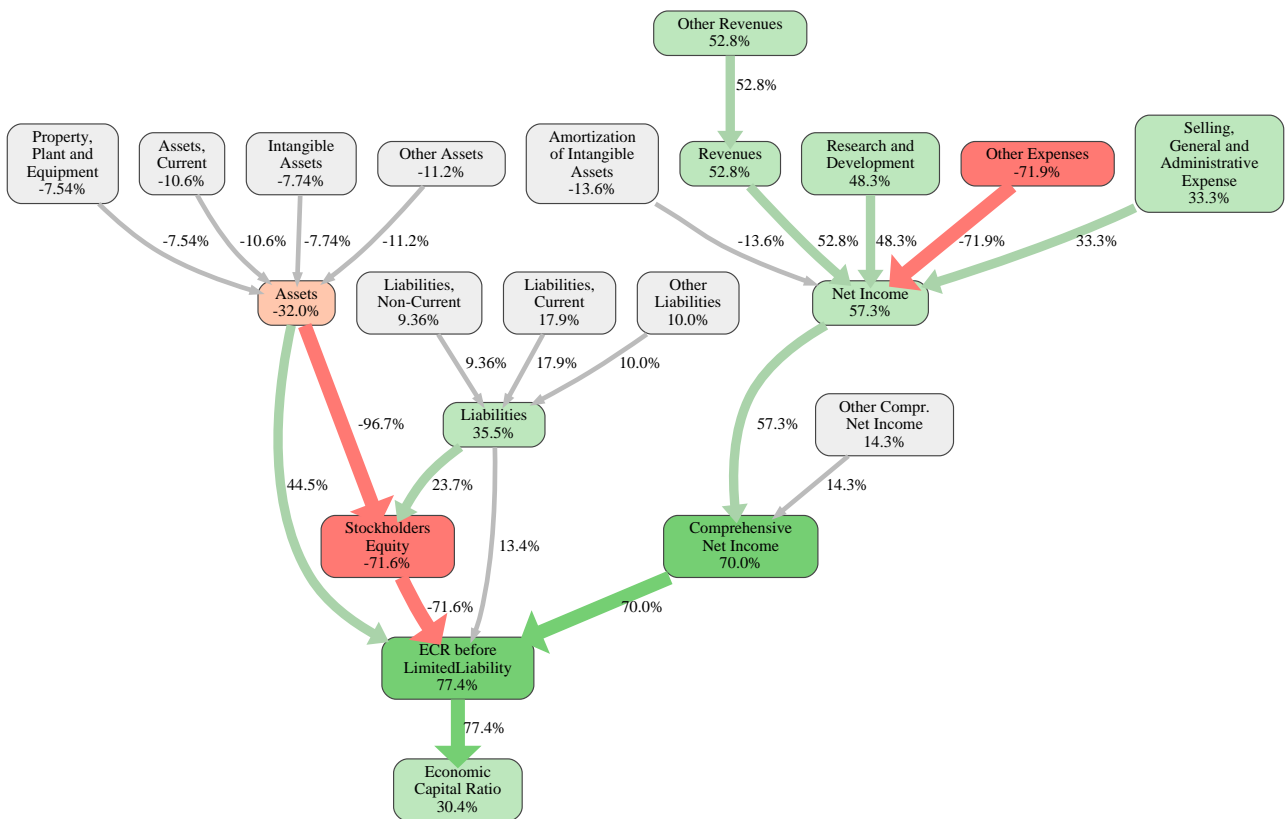 Other Revenues
52.8%
52.8%
Property,
Plant and
Equipment
-7.54%
Assets,
Current
-10.6%
Intangible
Assets
-7.74%
Other Assets
-11.2%
Amortization
of Intangible
Assets
-13.6%
Revenues
52.8%
Research and
Development
48.3%
Other Expenses
-71.9%
Selling,
General and
Administrative
Expense
33.3%
-7.54%
-10.6%
-7.74%
-11.2%
-13.6%
52.8%
48.3%
-71.9%
33.3%
Assets
-32.0%
Liabilities,
Non-Current
9.36%
Liabilities,
Current
17.9%
Other
Liabilities
10.0%
Net Income
57.3%
9.36%
17.9%
10.0%
-96.7%
Liabilities
35.5%
57.3%
Other Compr.
Net Income
14.3%
44.5%
23.7%
14.3%
Stockholders
Equity
-71.6%
13.4%
Comprehensive
Net Income
70.0%
-71.6%
70.0%
ECR before
LimitedLiability
77.4%
77.4%
Economic
Capital Ratio
30.4%